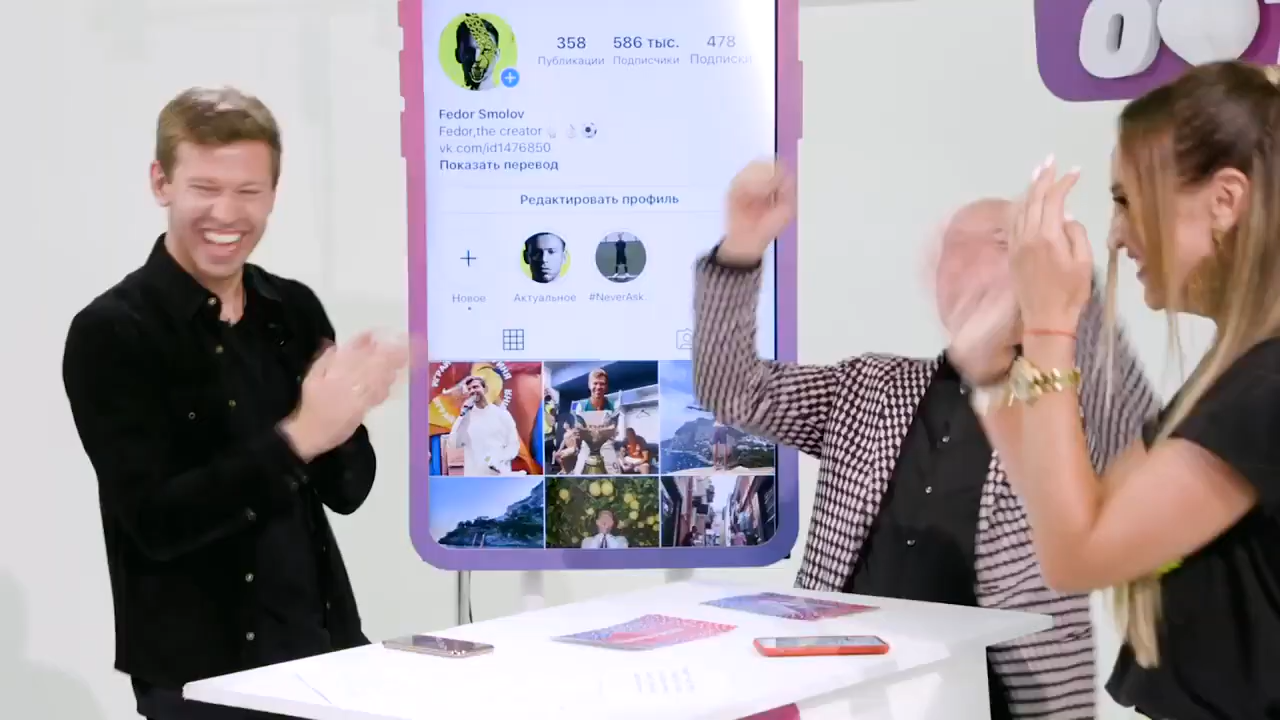 358 586 тыс. 478
Публикации Подписчики Подписки
Fedor Smolov
Fedor,the creator
vk.com/id1476850
Показать перевод
Редактировать профиль
Новое Актуальное #NeverAsk